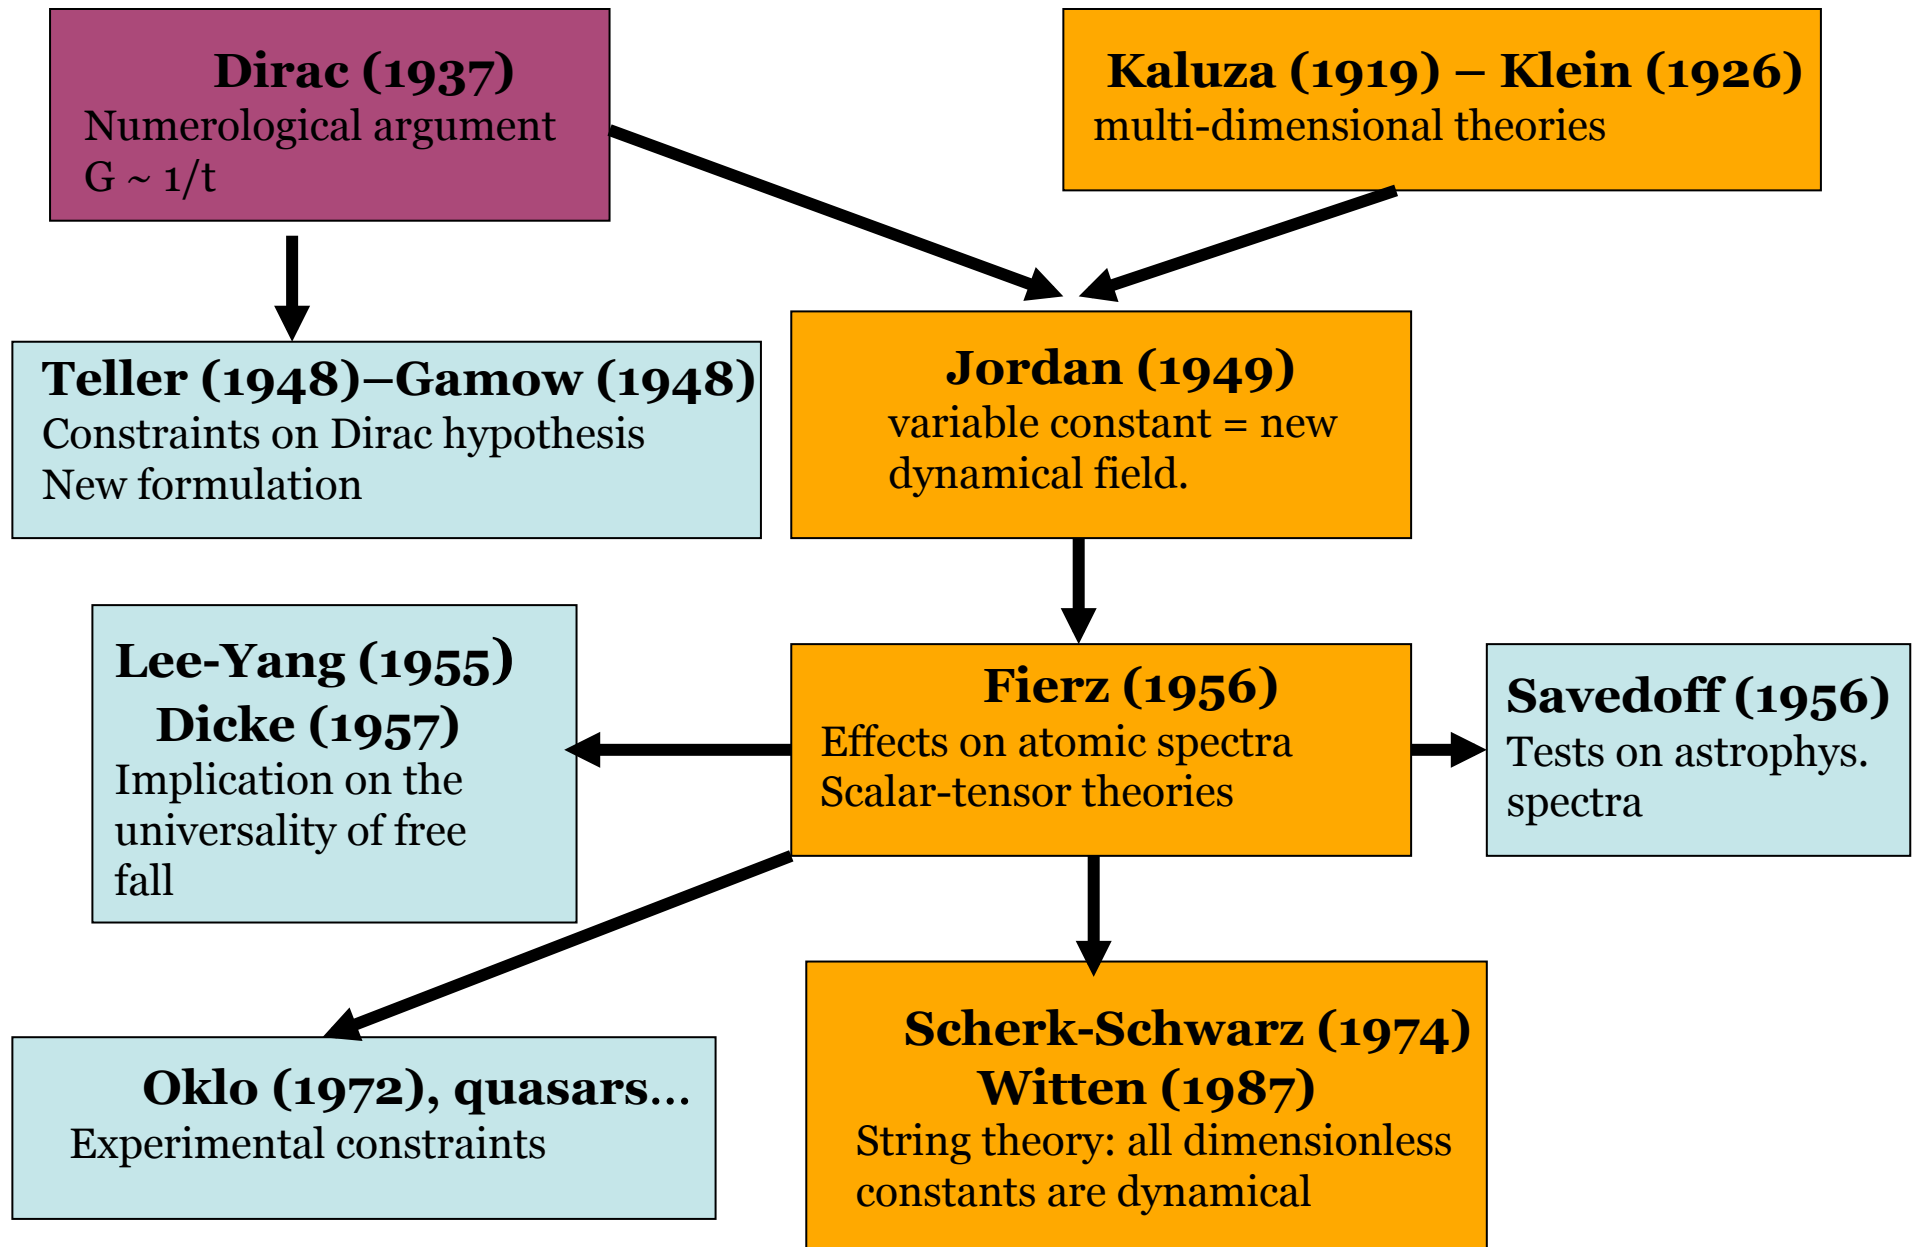 Dirac (1937)
Numerological argument
G ~ 1/t
Kaluza (1919) – Klein (1926)
multi-dimensional theories
Teller (1948)–Gamow (1948)
Constraints on Dirac hypothesis
New formulation
Jordan (1949)
variable constant = new
dynamical field.
Lee-Yang (1955)
Dicke (1957)
Implication on the
universality of free
fall
Fierz (1956)
Effects on atomic spectra
Scalar-tensor theories
Savedoff (1956)
Tests on astrophys.
spectra
Oklo (1972), quasars...
Experimental constraints
Scherk-Schwarz (1974)
Witten (1987)
String theory: all dimensionless
constants are dynamical